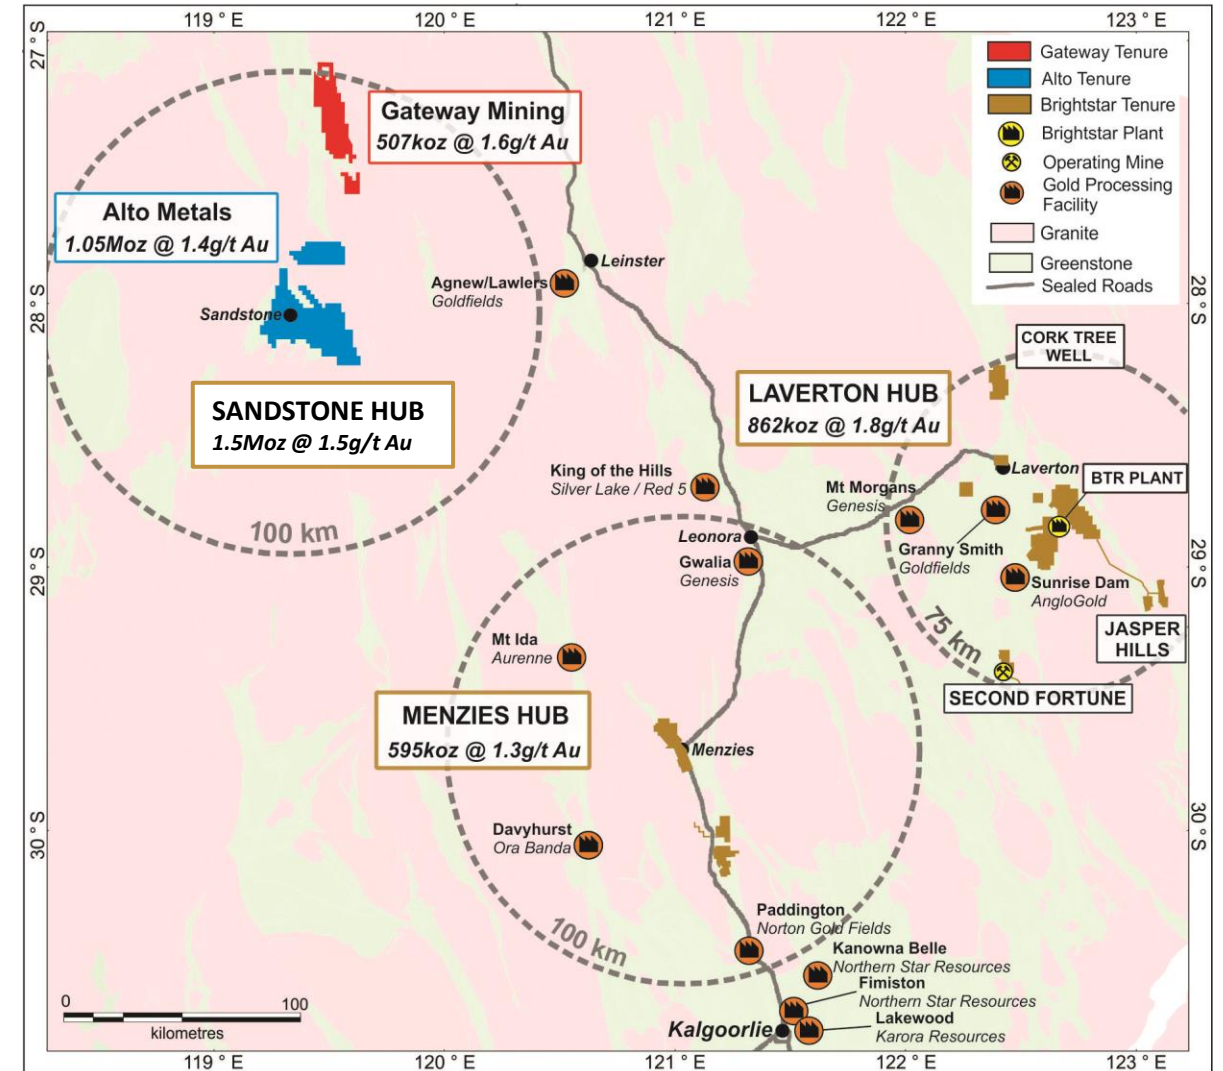 119 ° E
120 ° E
121 ° E
122 ° E
123 ° E
27° S
28° S
29° S
30° S
28° S
29° S
30° S
Gateway Tenure
Alto Tenure
Brightstar Tenure
Brightstar Plant
Operating Mine
Gold Processing
Facility
Granite
Greenstone
Sealed Roads
Gateway Mining
507koz @ 1.6g/t Au
Alto Metals
1.05Moz @ 1.4g/t Au
Leinster
Agnew/Lawlers
Goldfields
Sandstone
SANDSTONE HUB
1.5Moz @ 1.5g/t Au
100 km
CORK TREE
WELL
LAVERTON HUB
862koz @ 1.8g/t Au
King of the Hills
Silver Lake / Red 5
Laverton
BTR PLANT
Mt Morgans
Genesis
Leonora
Granny Smith
Goldfields
Gwalia
Genesis
Sunrise Dam
AngloGold
75 km
JASPER
HILLS
Mt Ida
Aurenne
SECOND FORTUNE
MENZIES HUB
595koz @ 1.3g/t Au
Menzies
Davyhurst
Ora Banda
100 km
Paddington
Norton Gold Fields
Kanowna Belle
Northern Star Resources
Fimiston
Northern Star Resources
Lakewood
Karora Resources
Kalgoorlie
0
100
kilometres
119 ° E
120 ° E
121 ° E
122 ° E
123 ° E